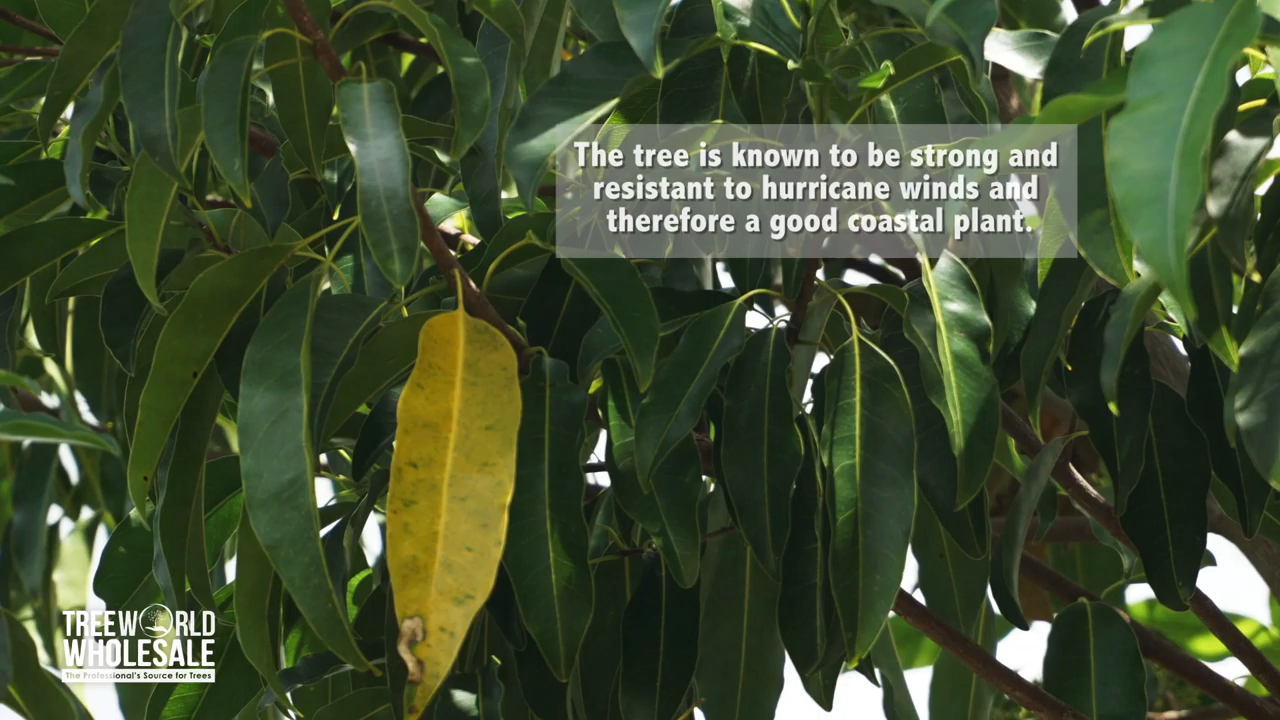 The tree is known to be strong and
resistant to hurricane winds and
therefore a good coastal plant.
TREEWORLD
WHOLESALE
The Professional's Source for Trees